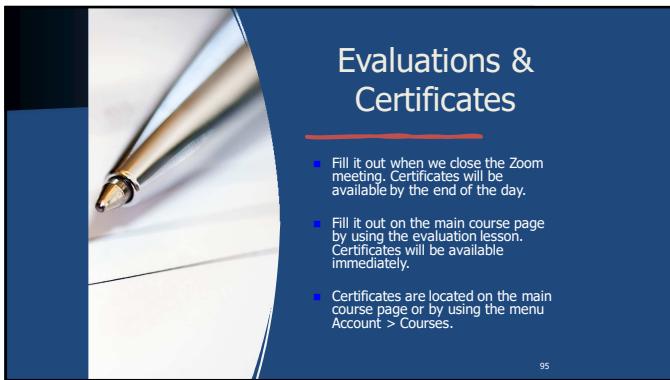 Evaluations &
Certificates
Fill it out when we close the Zoom
meeting. Certificates will be
available by the end of the day.
Fill it out on the main course page
by using the evaluation lesson.
Certificates will be available
immediately.
Certificates are located on the main
course page or by using the menu
Account > Courses.
95